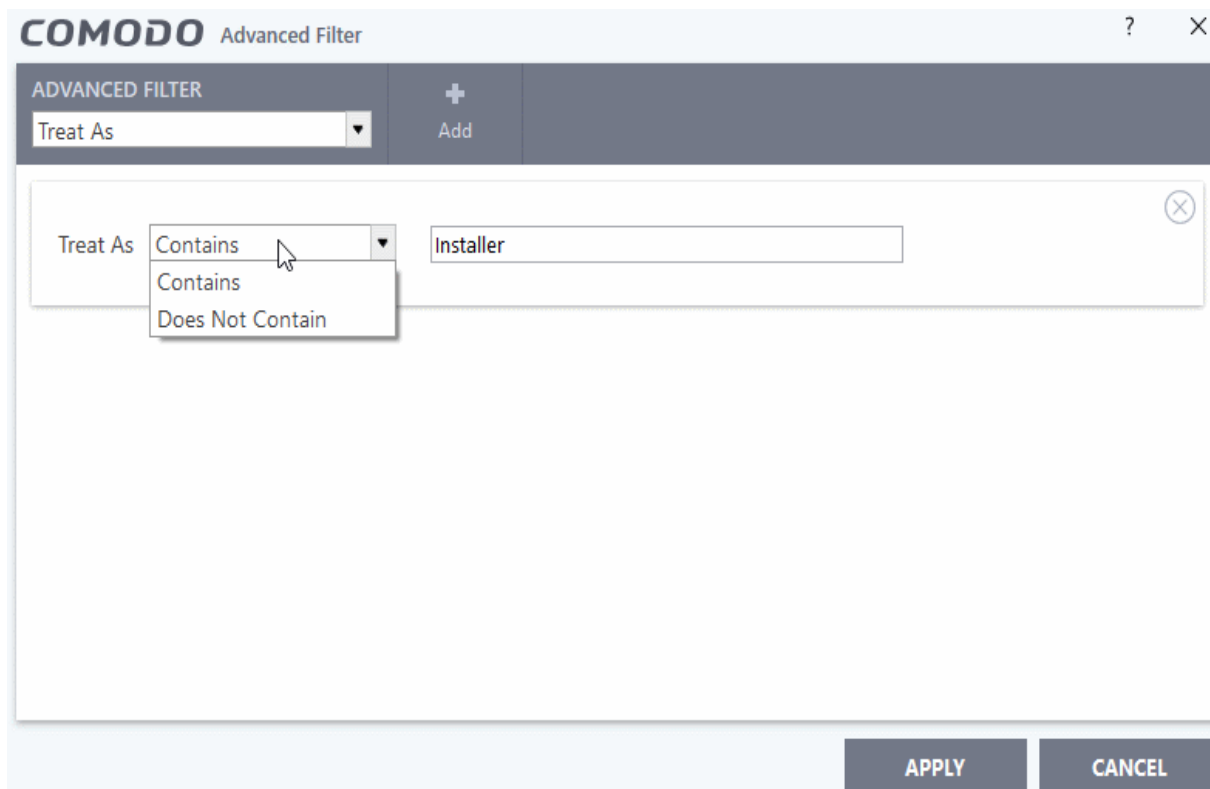 COMODO Advanced Filter ?
ADVANCED FILTER
Treat As
Add
Treat As Contains Installer
Contains
Does Not Contain
APPLY CANCEL